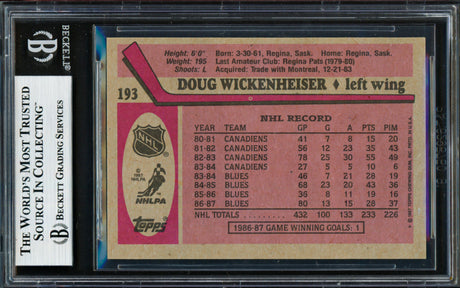 BECKETT
THE WORLD'S MOST TRUSTED
SOURCE IN COLLECTING
BECKETT GRADING SERVICES
Height: 6'0" Born: 3-30-61, Regina, Sask. Home: Regina, Sask.
Weight: 195 Last Amateur Club: Regina Pats (1979-80)
Shoots: L Acquired: Trade with Montreal, 12-21-83
193 DOUG WICKENHEISER ♦ left wing
NHL RECORD
YEAR TEAM GP G A PTS PIM
80-81 CANADIENS 41 7 8 15 20
81-82 CANADIENS 56 12 23 35 43
82-83 CANADIENS 78 25 30 55 49
83-84 CANADIENS 27 5 5 10 6
83-84 BLUES 46 7 21 28 19
84-85 BLUES 68 23 20 43 36
85-86 BLUES 36 8 11 19 16
86-87 BLUES 80 13 15 28 37
NHL TOTALS 432 100 133 233 226
1986-87 GAME WINNING GOALS: 1
NHL
NHLPA
Topps